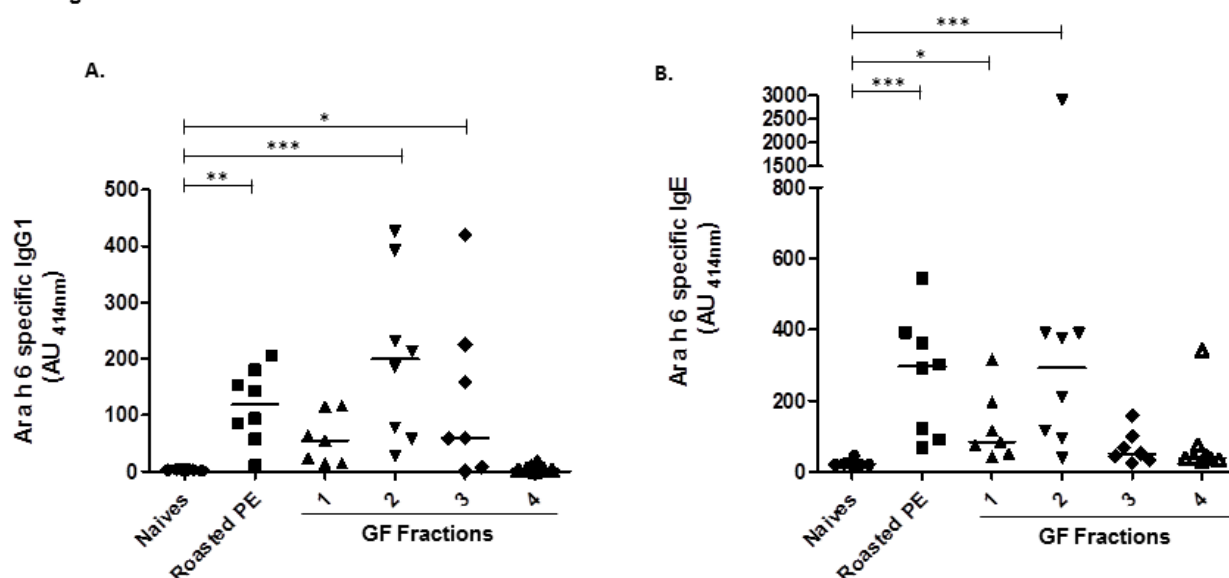 A.
*
***
**
500
400
300
200
100
0
Ara h 6 specific IgG1
(AU 414nm)
Naives
Roasted PE
1
2
3
4
GF Fractions
B.
***
*
***
3000
2500
2000
1500
800
600
400
200
0
Ara h 6 specific IgE
(AU 414nm)
Naives
Roasted PE
1
2
3
4
GF Fractions